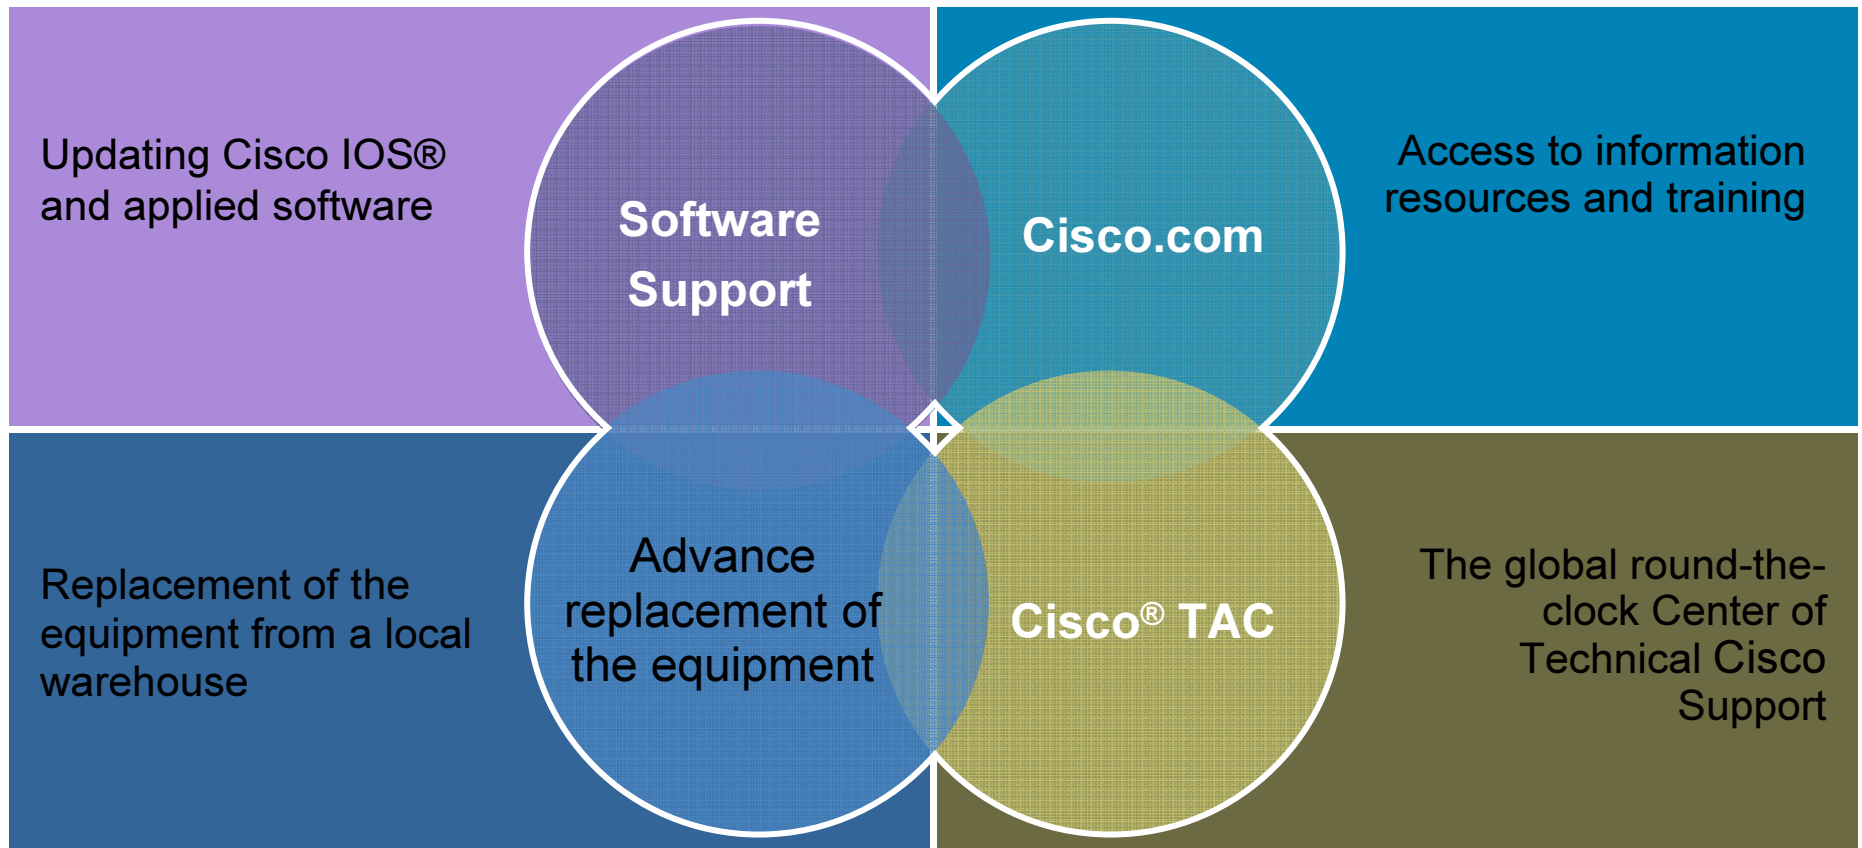 Updating Cisco IOS®
and applied software
Software
Support
Cisco.com
Access to information
resources and training
Replacement of the
equipment from a local
warehouse
Advance
replacement of
the equipment
Cisco® TAC
The global round-the-
clock Center of
Technical Cisco
Support